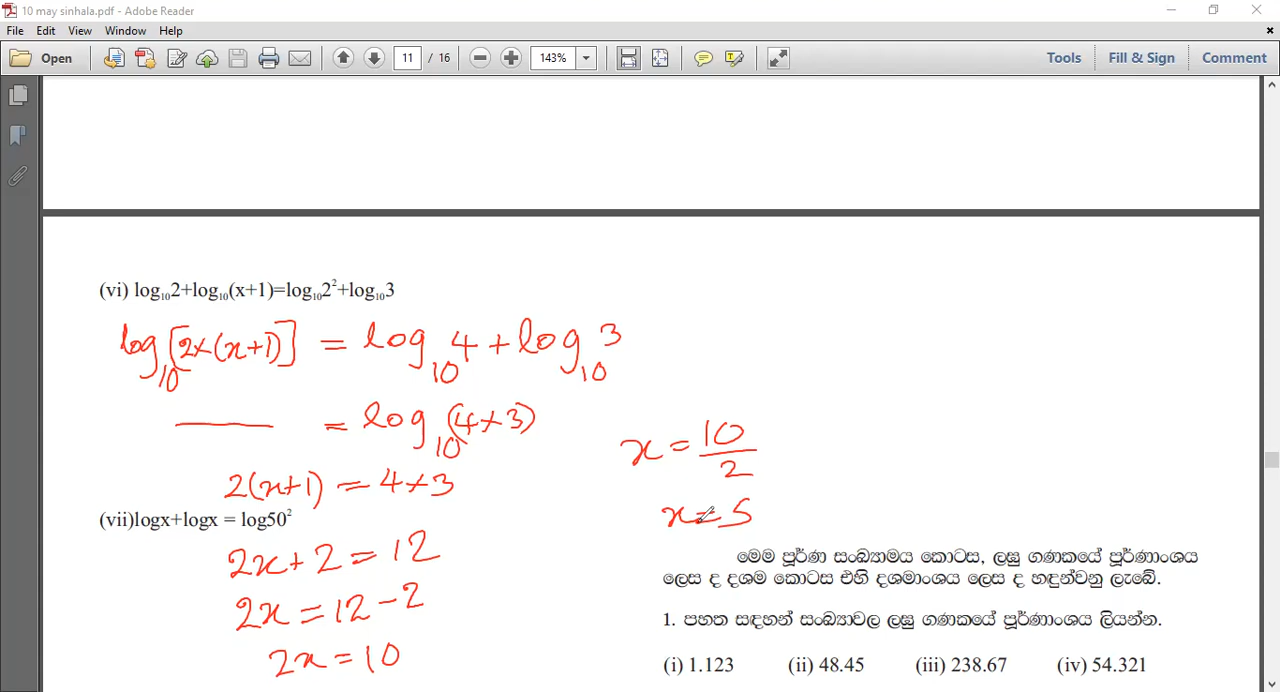 10 may sinhala.pdf - Adobe Reader
File Edit View Window Help
Open 11 / 16 143% Tools Fill & Sign Comment
(vi) log₁₀2+log₁₀(x+1)=log₁₀2²+log₁₀3
log₁₀[2×(x+1)] = log₁₀4 + log₁₀3
= log₁₀(4×3)
2(x+1) = 4×3
(vii)logx+logx = log50²
2x+2 = 12
2x = 12-2
2x = 10
x = 10/2
x = 5
මෙම පූර්ණ සංඛ්‍යාමය කොටස, ලඝු ගණකයේ පූර්ණාංශය
ලෙස ද දශම කොටස එහි දශමාංශය ලෙස ද හඳුන්වනු ලැබේ.
1. පහත සඳහන් සංඛ්‍යාවල ලඝු ගණකයේ පූර්ණාංශය ලියන්න.
(i) 1.123 (ii) 48.45 (iii) 238.67 (iv) 54.321